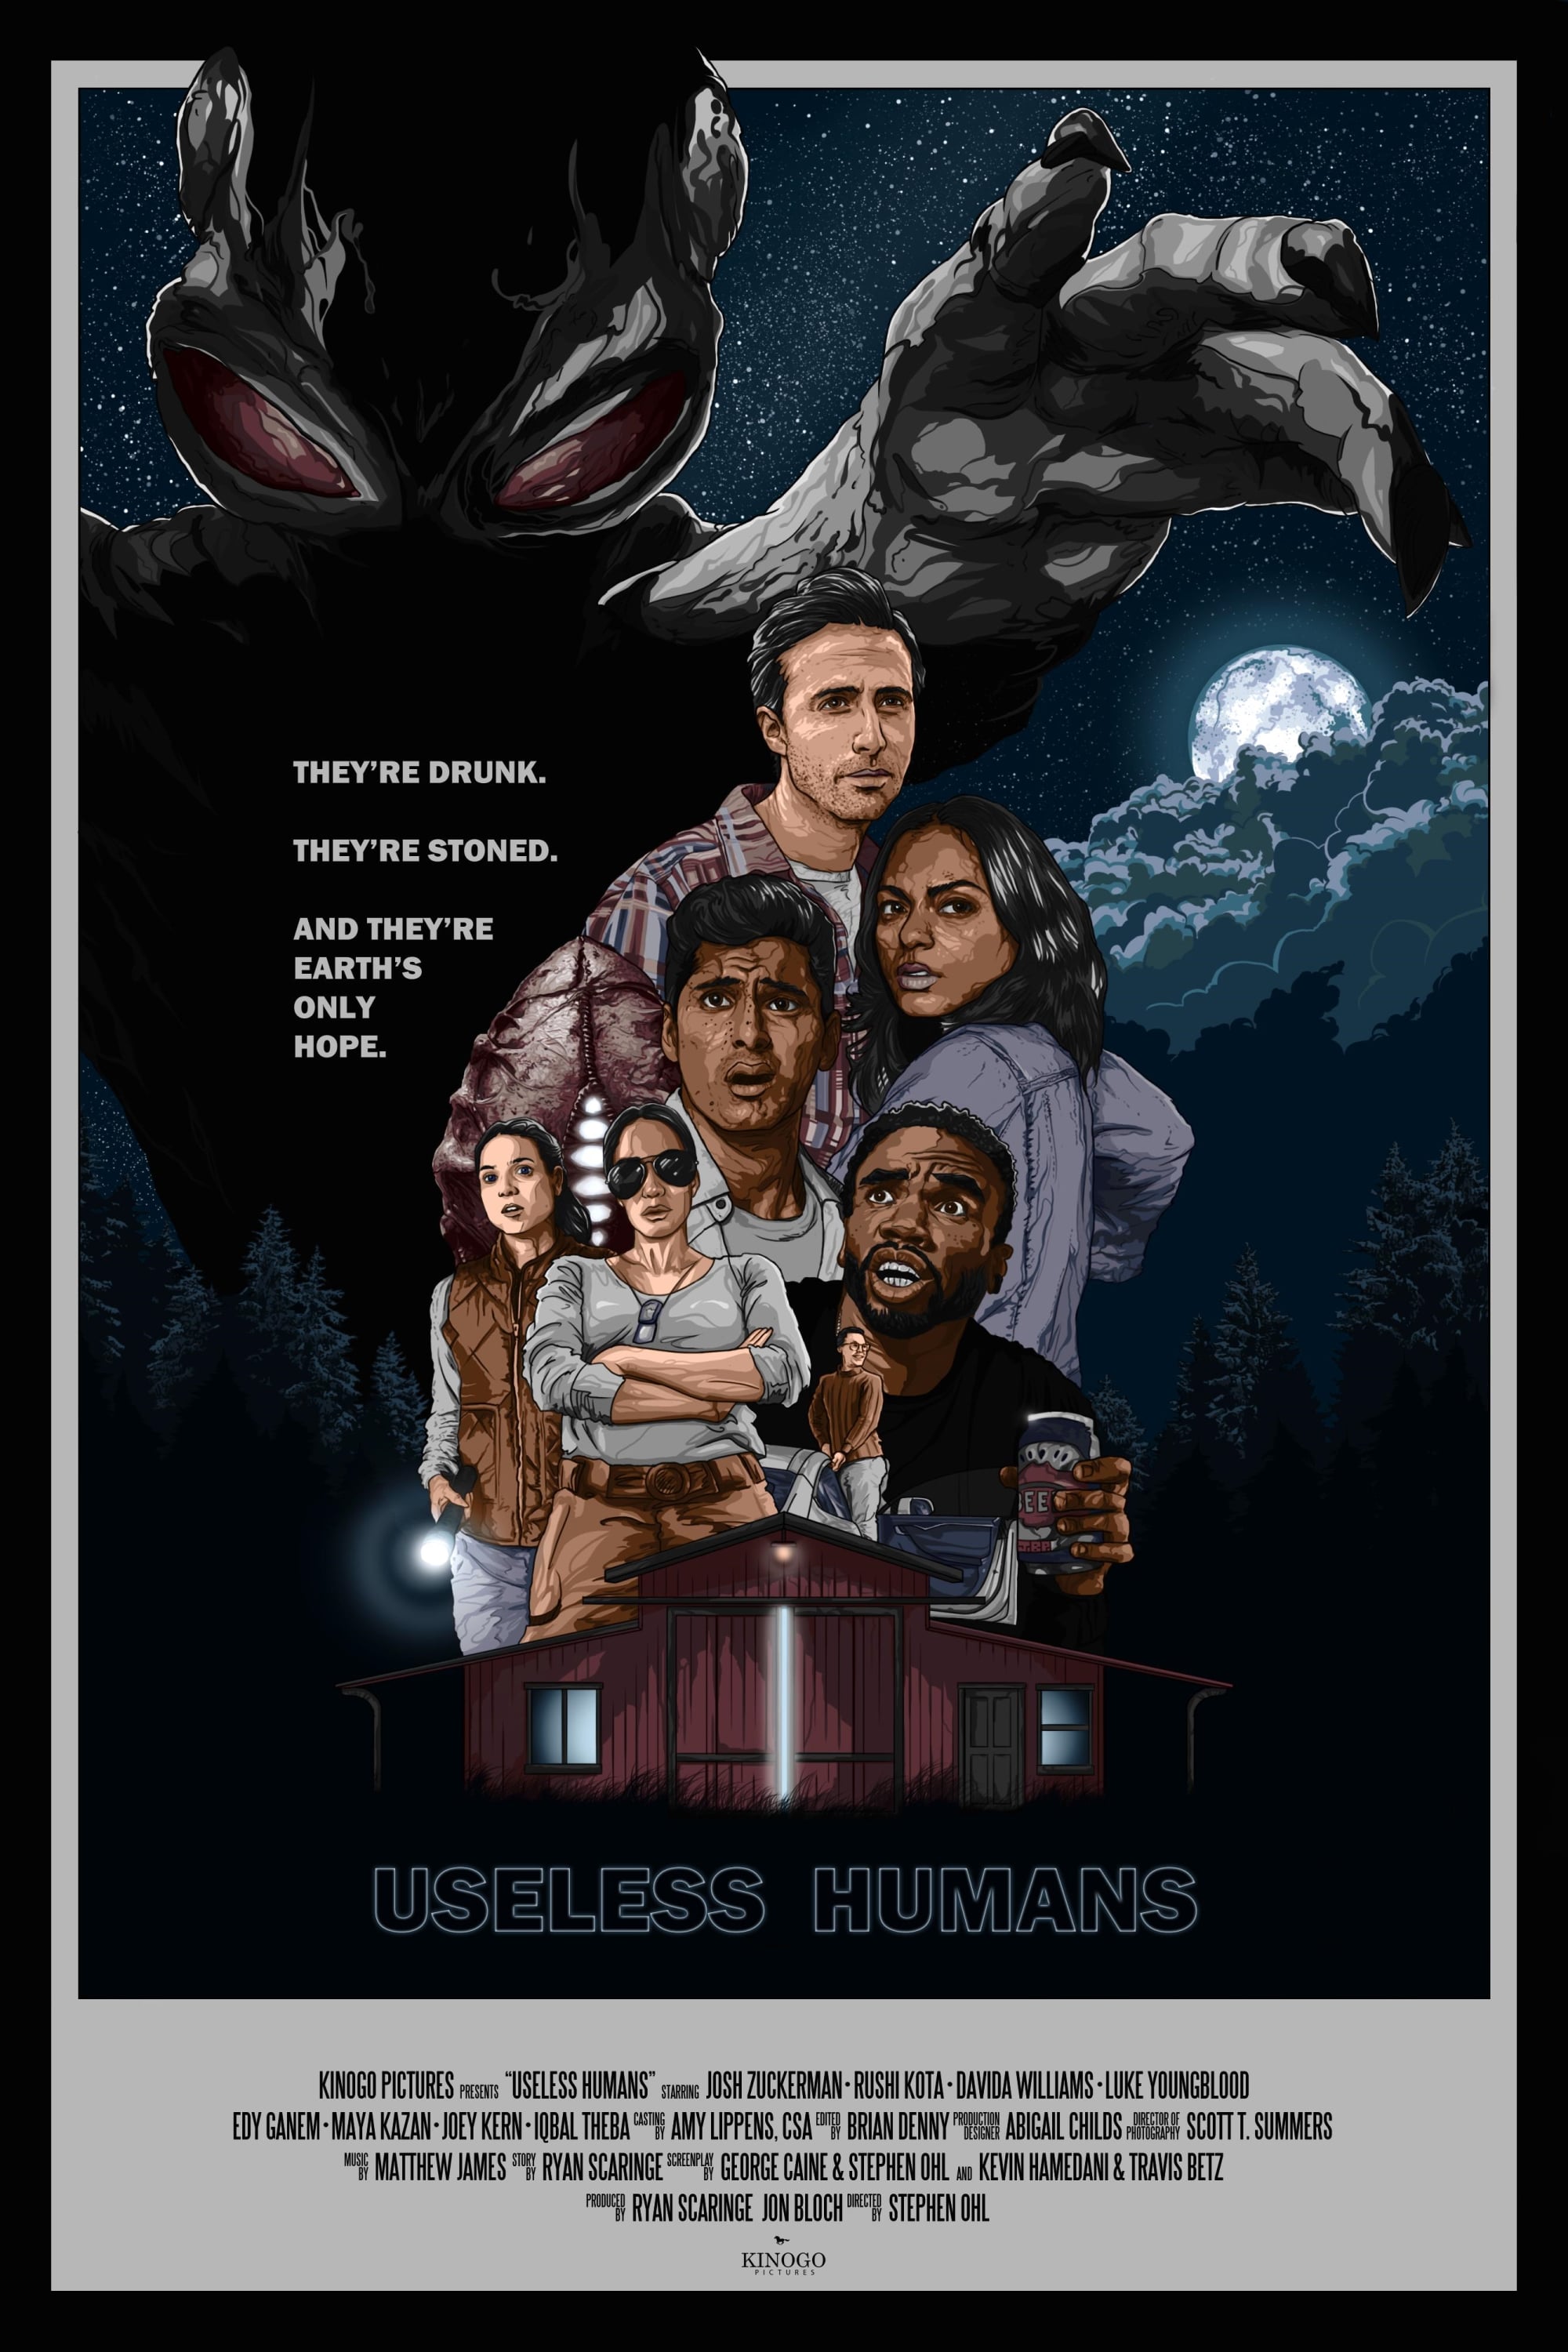 THEY'RE DRUNK.
THEY'RE STONED.
AND THEY'RE
EARTH'S
ONLY
HOPE.
USELESS HUMANS
KINOGO PICTURES PRESENTS "USELESS HUMANS" STARRING JOSH ZUCKERMAN • RUSHI KOTA • DAVIDA WILLIAMS • LUKE YOUNGBLOOD
EDY GANEM • MAYA KAZAN • JOEY KERN • IQBAL THEBA CASTING BY AMY LIPPENS, CSA EDITED BY BRIAN DENNY PRODUCTION DESIGNER ABIGAIL CHILDS DIRECTOR OF PHOTOGRAPHY SCOTT T. SUMMERS
MUSIC BY MATTHEW JAMES STORY BY RYAN SCARINGE SCREENPLAY BY GEORGE CAINE & STEPHEN OHL AND KEVIN HAMEDANI & TRAVIS BETZ
PRODUCED BY RYAN SCARINGE JON BLOCH DIRECTED BY STEPHEN OHL
KINOGO
PICTURES